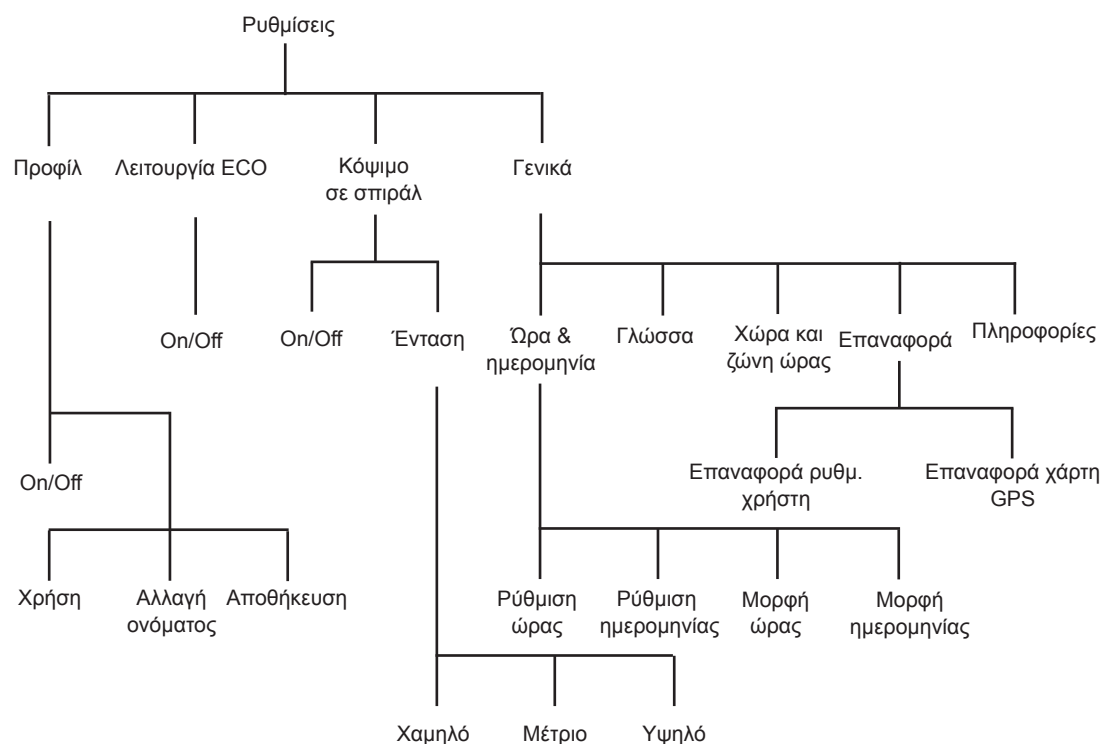 Ρυθμίσεις
Προφίλ
Λειτουργία ECO
Κόψιμο
σε σπιράλ
Γενικά
On/Off
On/Off
Ένταση
Ώρα &
ημερομηνία
Γλώσσα
Χώρα και
ζώνη ώρας
Επαναφορά
Πληροφορίες
On/Off
Επαναφορά ρυθμ.
χρήστη
Επαναφορά χάρτη
GPS
Χρήση
Αλλαγή
ονόματος
Αποθήκευση
Ρύθμιση
ώρας
Ρύθμιση
ημερομηνίας
Μορφή
ώρας
Μορφή
ημερομηνίας
Χαμηλό
Μέτριο
Υψηλό